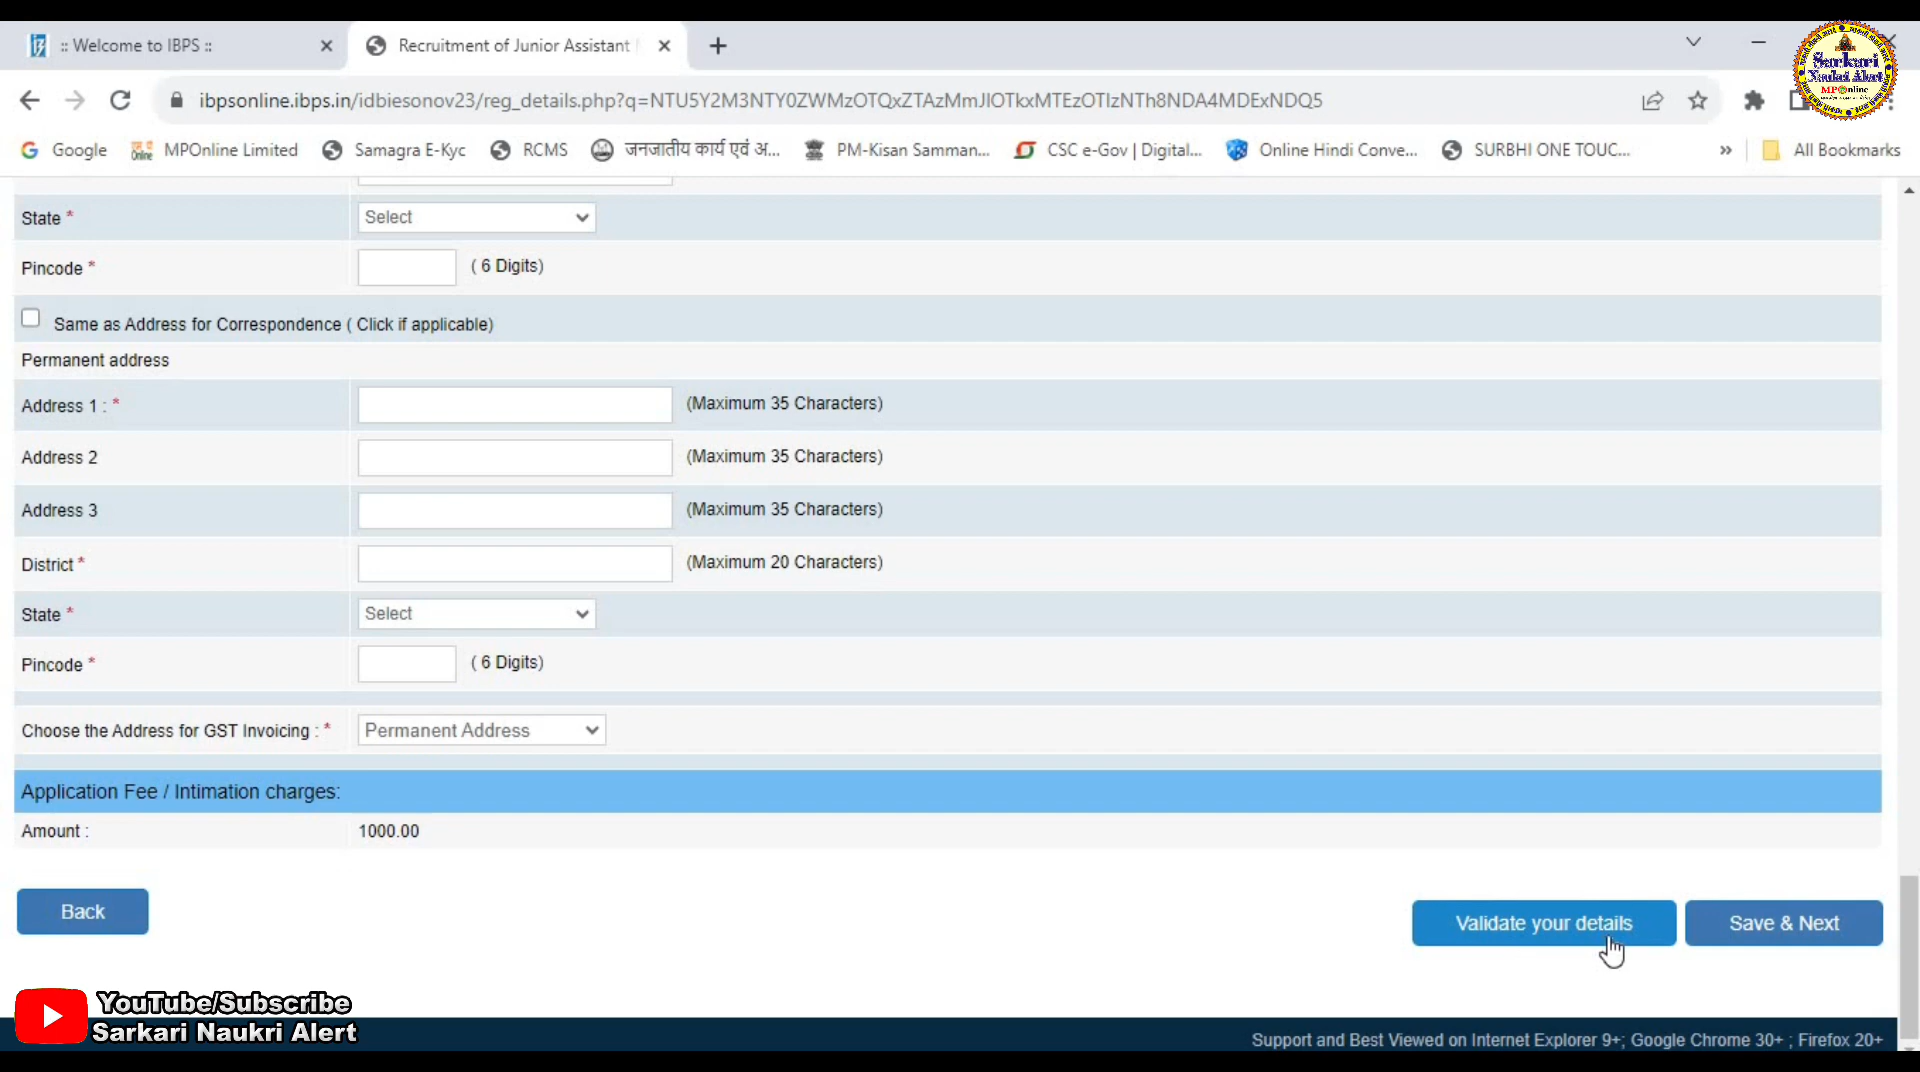 :: Welcome to IBPS ::
Recruitment of Junior Assistant
Sarkari
Naukri Alert
MPOnline
ibpsonline.ibps.in/idbiesonov23/reg_details.php?q=NTU5Y2M3NTY0ZWMzOTQxZTAzMmJlOTkxMTEzOTIzNTh8NDA4MDExNDQ5
Google
MPOnline Limited
Samagra E-Kyc
RCMS
जनजातीय कार्य एवं अ...
PM-Kisan Samman...
CSC e-Gov | Digital...
Online Hindi Conve...
SURBHI ONE TOUC...
»
All Bookmarks
State *
Select
Pincode *
( 6 Digits)
Same as Address for Correspondence ( Click if applicable)
Permanent address
Address 1 : *
(Maximum 35 Characters)
Address 2
(Maximum 35 Characters)
Address 3
(Maximum 35 Characters)
District *
(Maximum 20 Characters)
State *
Select
Pincode *
( 6 Digits)
Choose the Address for GST Invoicing : *
Permanent Address
Application Fee / Intimation charges:
Amount :
1000.00
Back
Validate your details
Save & Next
YouTube/Subscribe
Sarkari Naukri Alert
Support and Best Viewed on Internet Explorer 9+; Google Chrome 30+ ; Firefox 20+